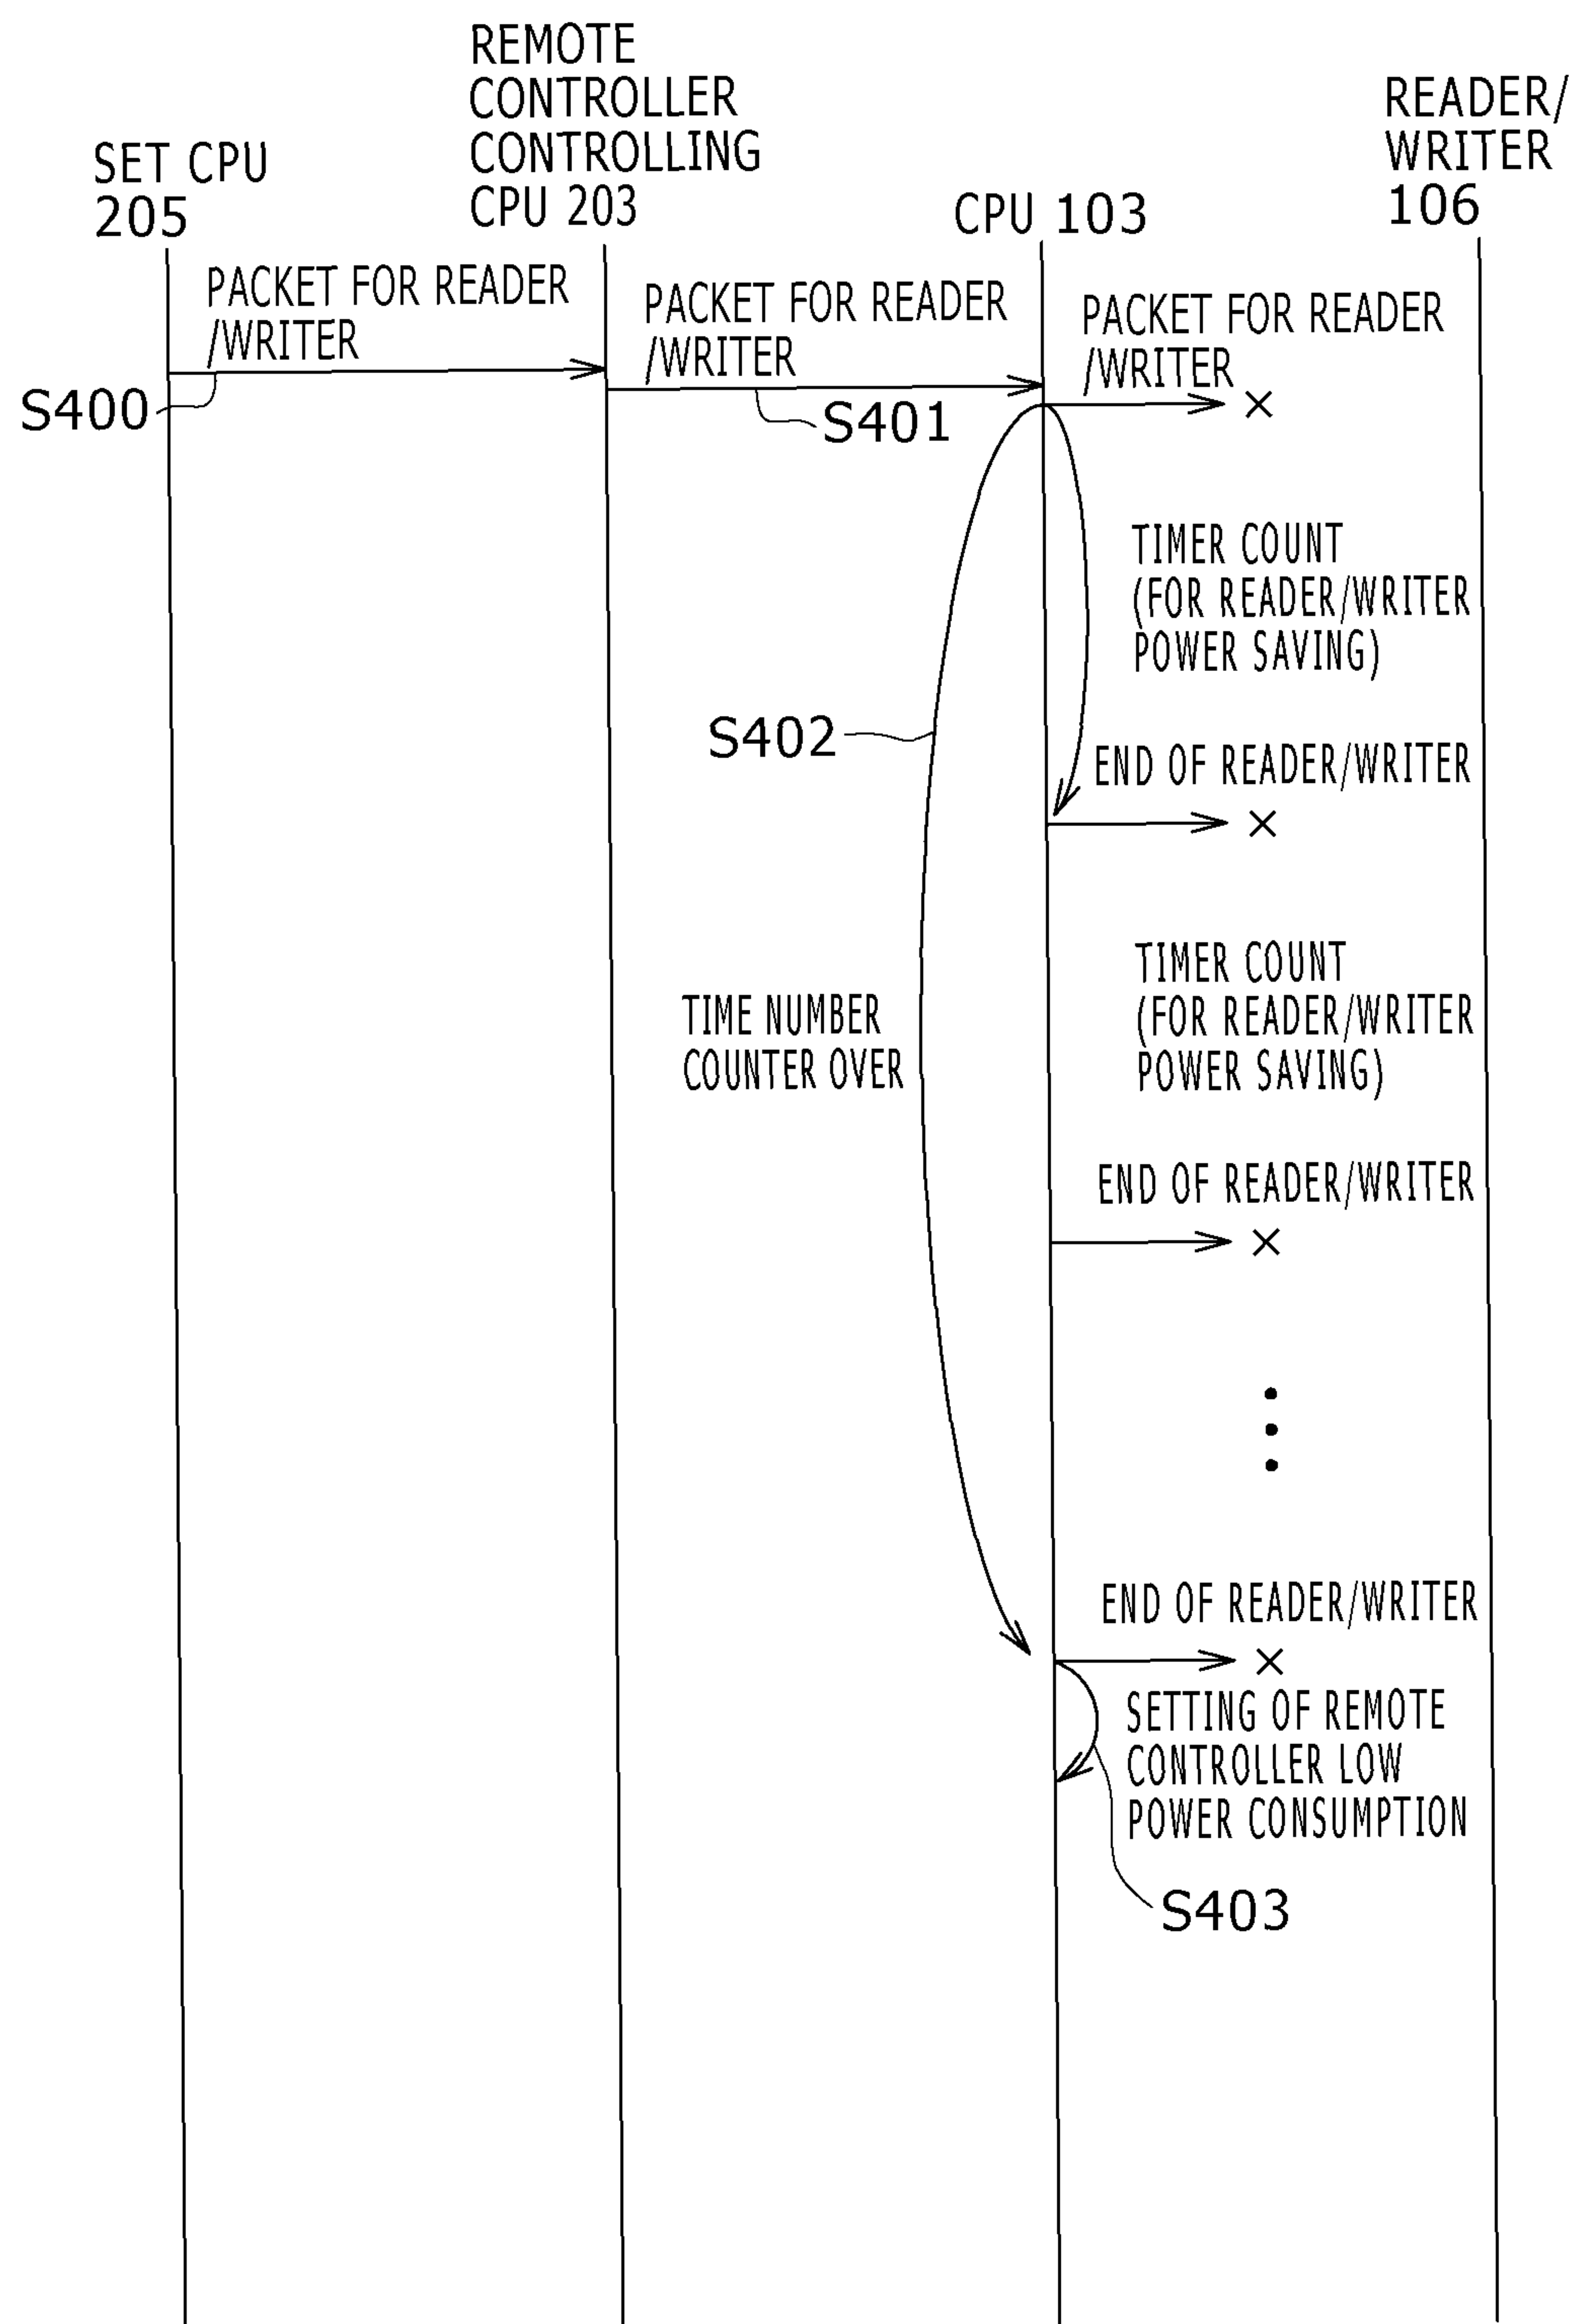 REMOTE
CONTROLLER
CONTROLLING
CPU 203
READER/
WRITER
106
SET CPU
205
CPU 103
PACKET FOR READER
/WRITER
PACKET FOR READER
/WRITER
PACKET FOR READER
/WRITER
S400
S401
×
TIMER COUNT
(FOR READER/WRITER
POWER SAVING)
S402
END OF READER/WRITER
×
TIMER COUNT
(FOR READER/WRITER
POWER SAVING)
TIME NUMBER
COUNTER OVER
END OF READER/WRITER
×
END OF READER/WRITER
×
SETTING OF REMOTE
CONTROLLER LOW
POWER CONSUMPTION
S403